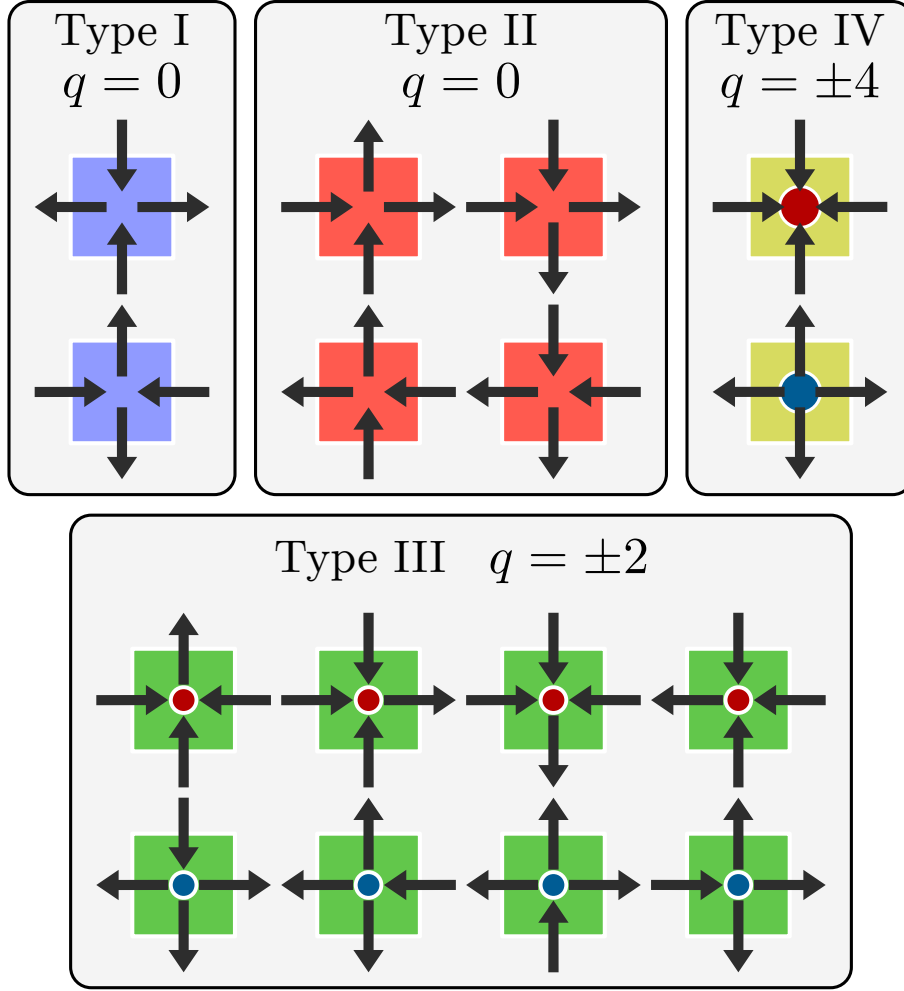 Type I
q = 0
Type II
q = 0
Type IV
q = ±4
Type III q = ±2